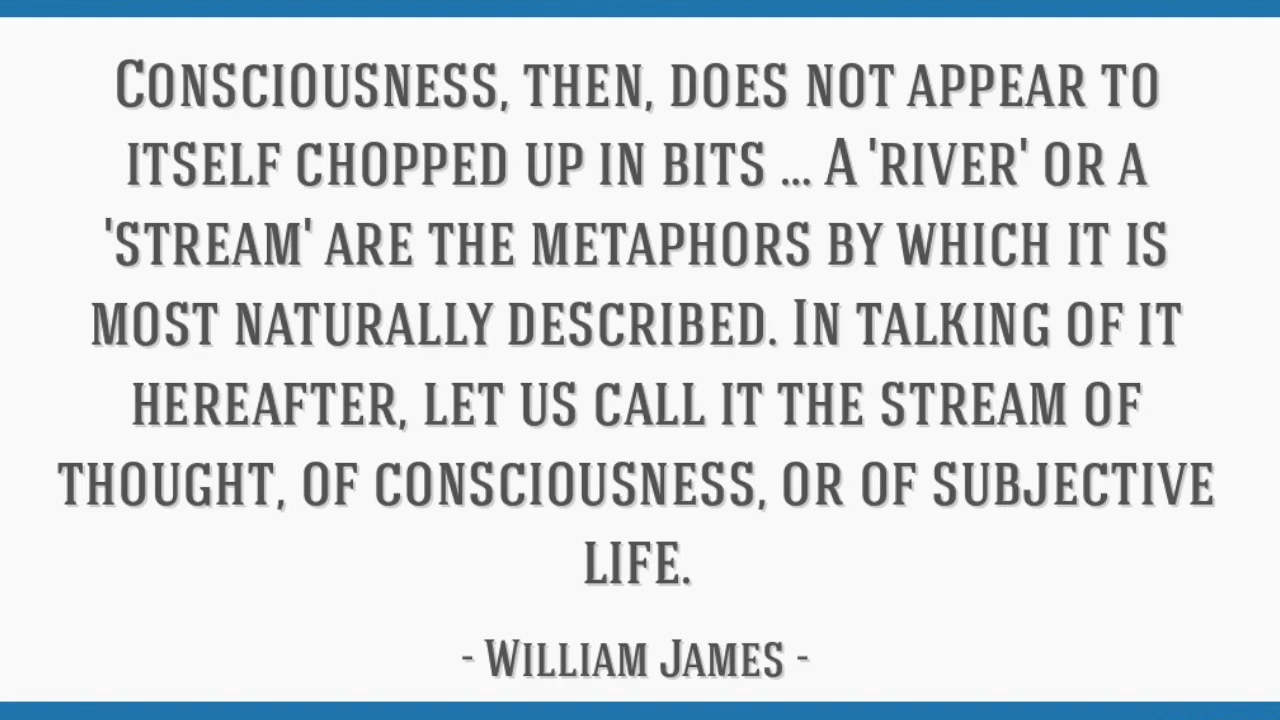 Consciousness, then, does not appear to
itself chopped up in bits ... A 'river' or a
'stream' are the metaphors by which it is
most naturally described. In talking of it
hereafter, let us call it the stream of
thought, of consciousness, or of subjective
life.
- William James -